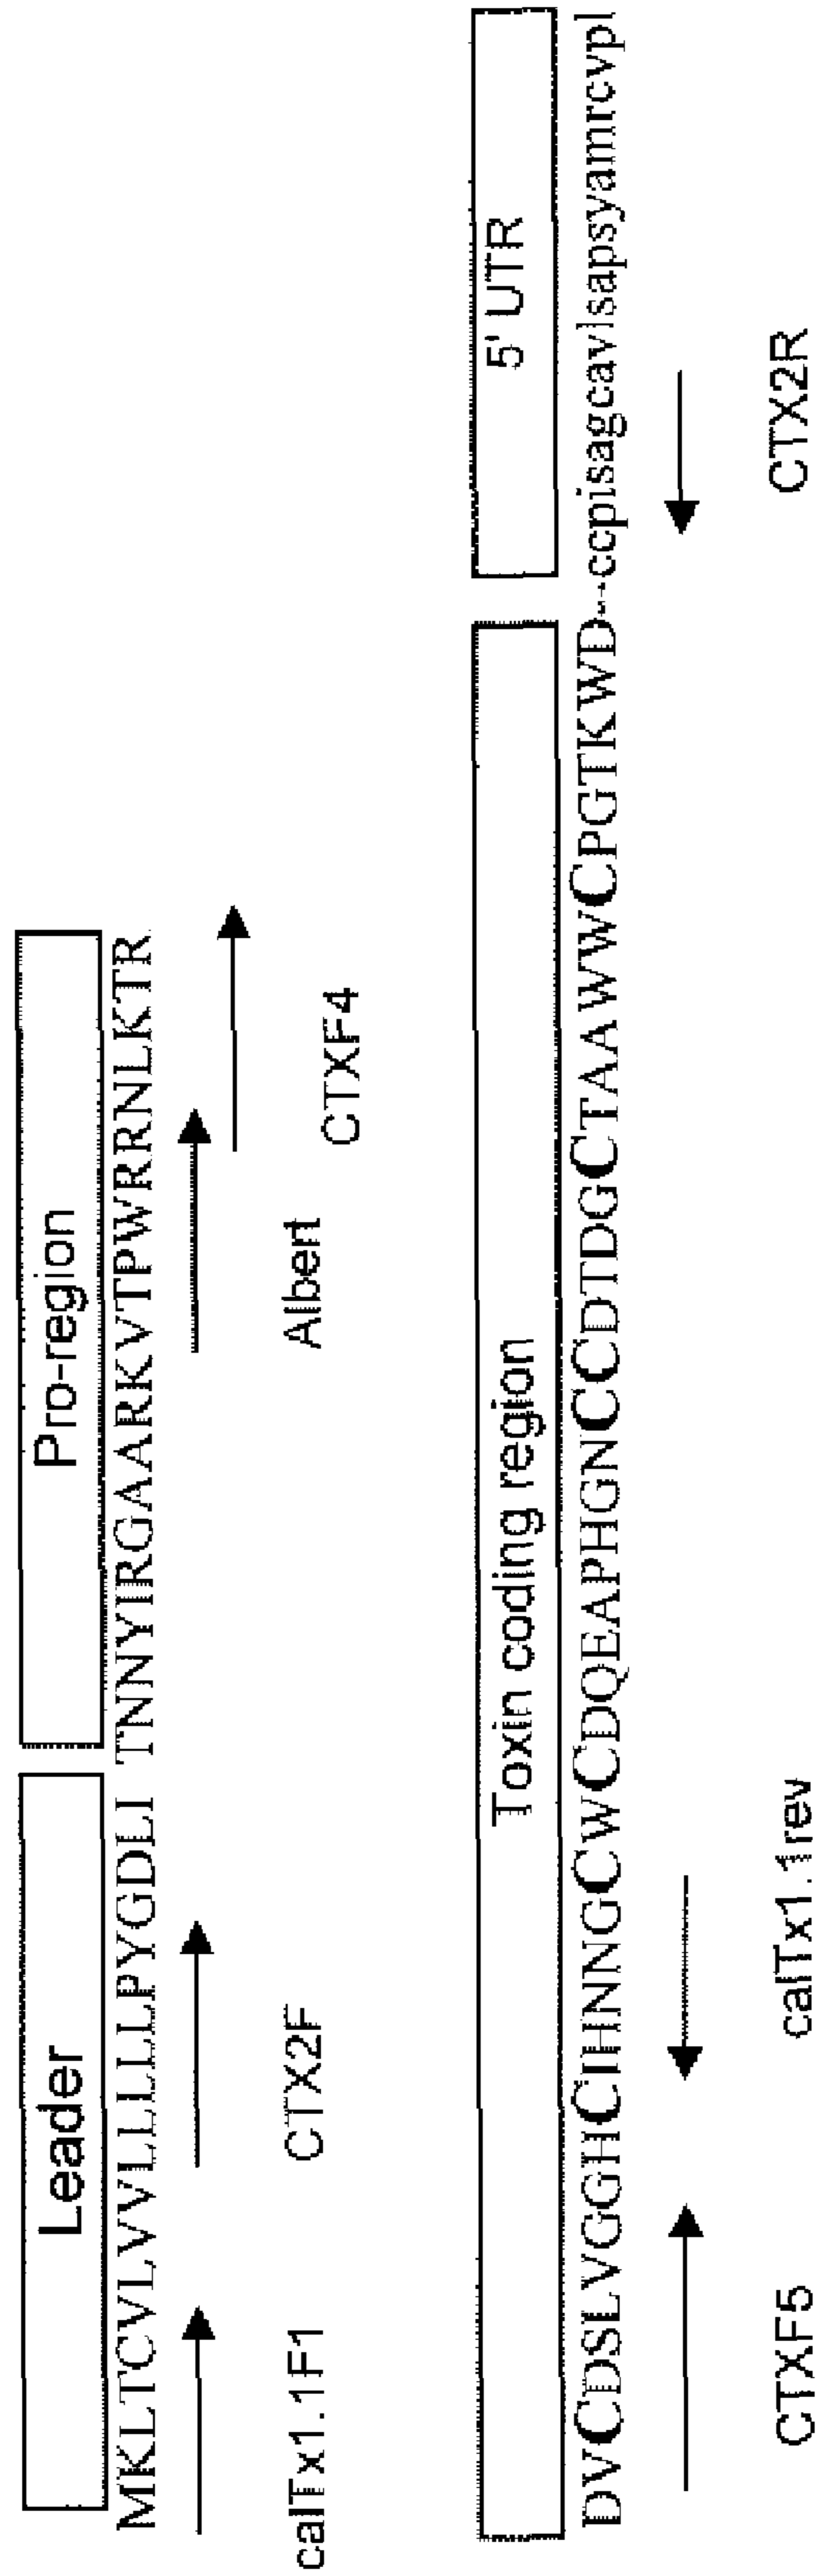 Leader Pro-region
MKLTCVLVVVLLLLLPYGDLI TNNYIRGAARKVTPWRRNLKTR
calTx1.1F1 CTX2F Albert CTXF4
Toxin coding region 5' UTR
DVCDSLVGGHCIHNNGCWCDQEAPHGNCCDTDGCTAAWWCPGTKWD---ccpisagcavlsapsyamrcvpl
CTXF5 calTx1.1rev CTX2R